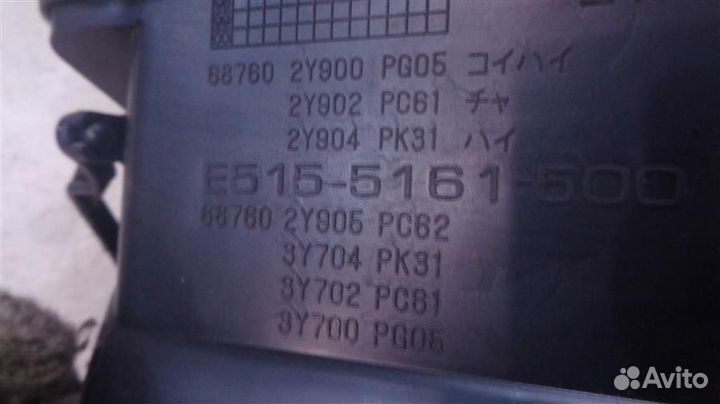 68760 2Y900 PG05 コイハイ
2Y902 PC61 チャ
2Y904 PK31 ハイ
E515-5161-500
68760 2Y905 PC62
3Y704 PK31
3Y702 PC61
3Y700 PG05
Avito